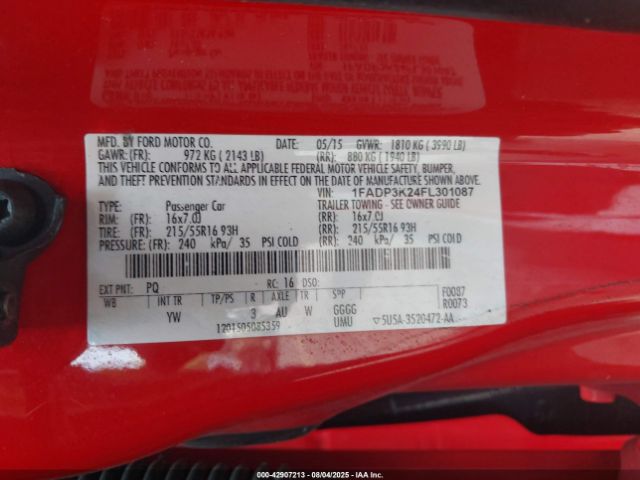 MFD. BY FORD MOTOR CO. DATE: 05/15 GVWR: 1810 KG ( 3990 LB)
GAWR: (FR): 972 KG ( 2143 LB) (RR): 880 KG ( 1940 LB)
THIS VEHICLE CONFORMS TO ALL APPLICABLE FEDERAL MOTOR VEHICLE SAFETY, BUMPER,
AND THEFT PREVENTION STANDARDS IN EFFECT ON THE DATE OF MANUFACTURE SHOWN ABOVE.
VIN: 1FADP3K24FL301087
TYPE: Passenger Car TRAILER TOWING - SEE OWNER GUIDE
RIM: (FR) 16x7.0J (RR): 16x7.0J
TIRE: (FR) 215/55R16 93H (RR): 215/55R16 93H
PRESSURE: (FR) 240 kPa/ 35 PSI COLD (RR): 240 kPa/ 35 PSI COLD
EXT PNT: PQ RC: 16 DSO: F0087
WB INT TR TP/PS R AXLE TR SPP R0073
YW 3 AU W GGGG
1201505085359 UMU 5U5A-3520472-AA
000-42907213 - 08/04/2025 - IAAI.COM